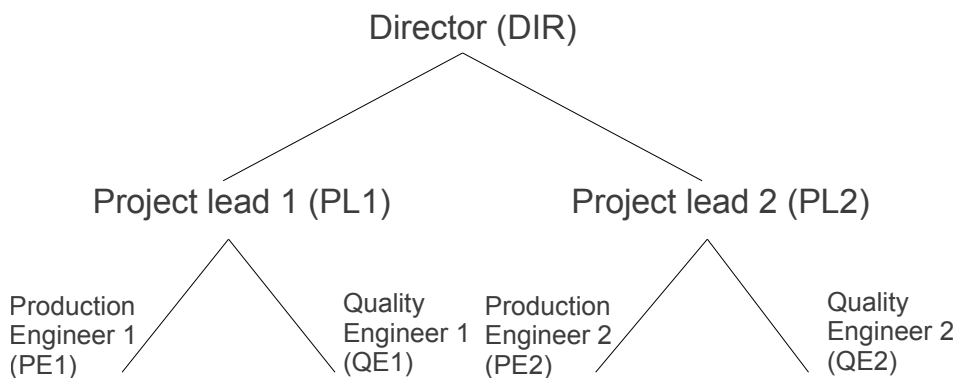 Director (DIR)
Project lead 1 (PL1)
Project lead 2 (PL2)
Production
Engineer 1
(PE1)
Quality
Engineer 1
(QE1)
Production
Engineer 2
(PE2)
Quality
Engineer 2
(QE2)